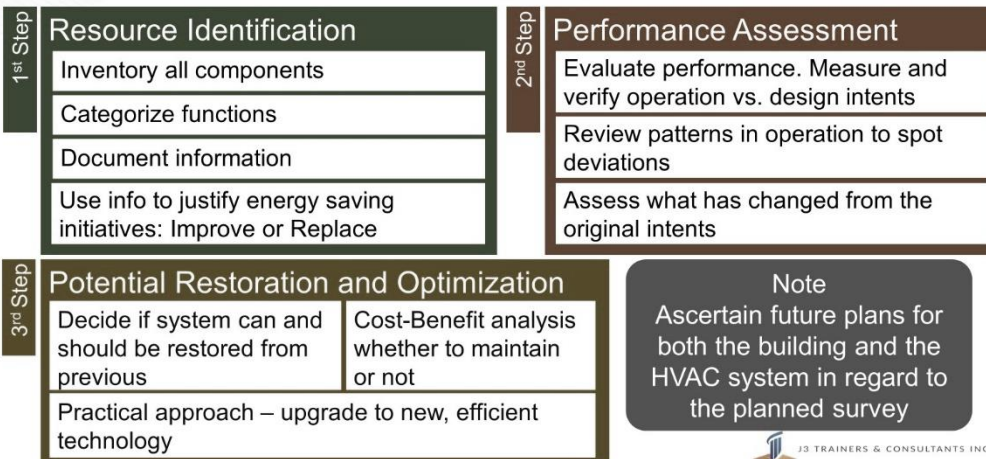 1st Step
Resource Identification
Inventory all components
Categorize functions
Document information
Use info to justify energy saving
initiatives: Improve or Replace
2nd Step
Performance Assessment
Evaluate performance. Measure and
verify operation vs. design intents
Review patterns in operation to spot
deviations
Assess what has changed from the
original intents
3rd Step
Potential Restoration and Optimization
Decide if system can and
should be restored from
previous
Cost-Benefit analysis
whether to maintain
or not
Practical approach – upgrade to new, efficient
technology
Note
Ascertain future plans for
both the building and the
HVAC system in regard to
the planned survey
J3 TRAINERS & CONSULTANTS INC